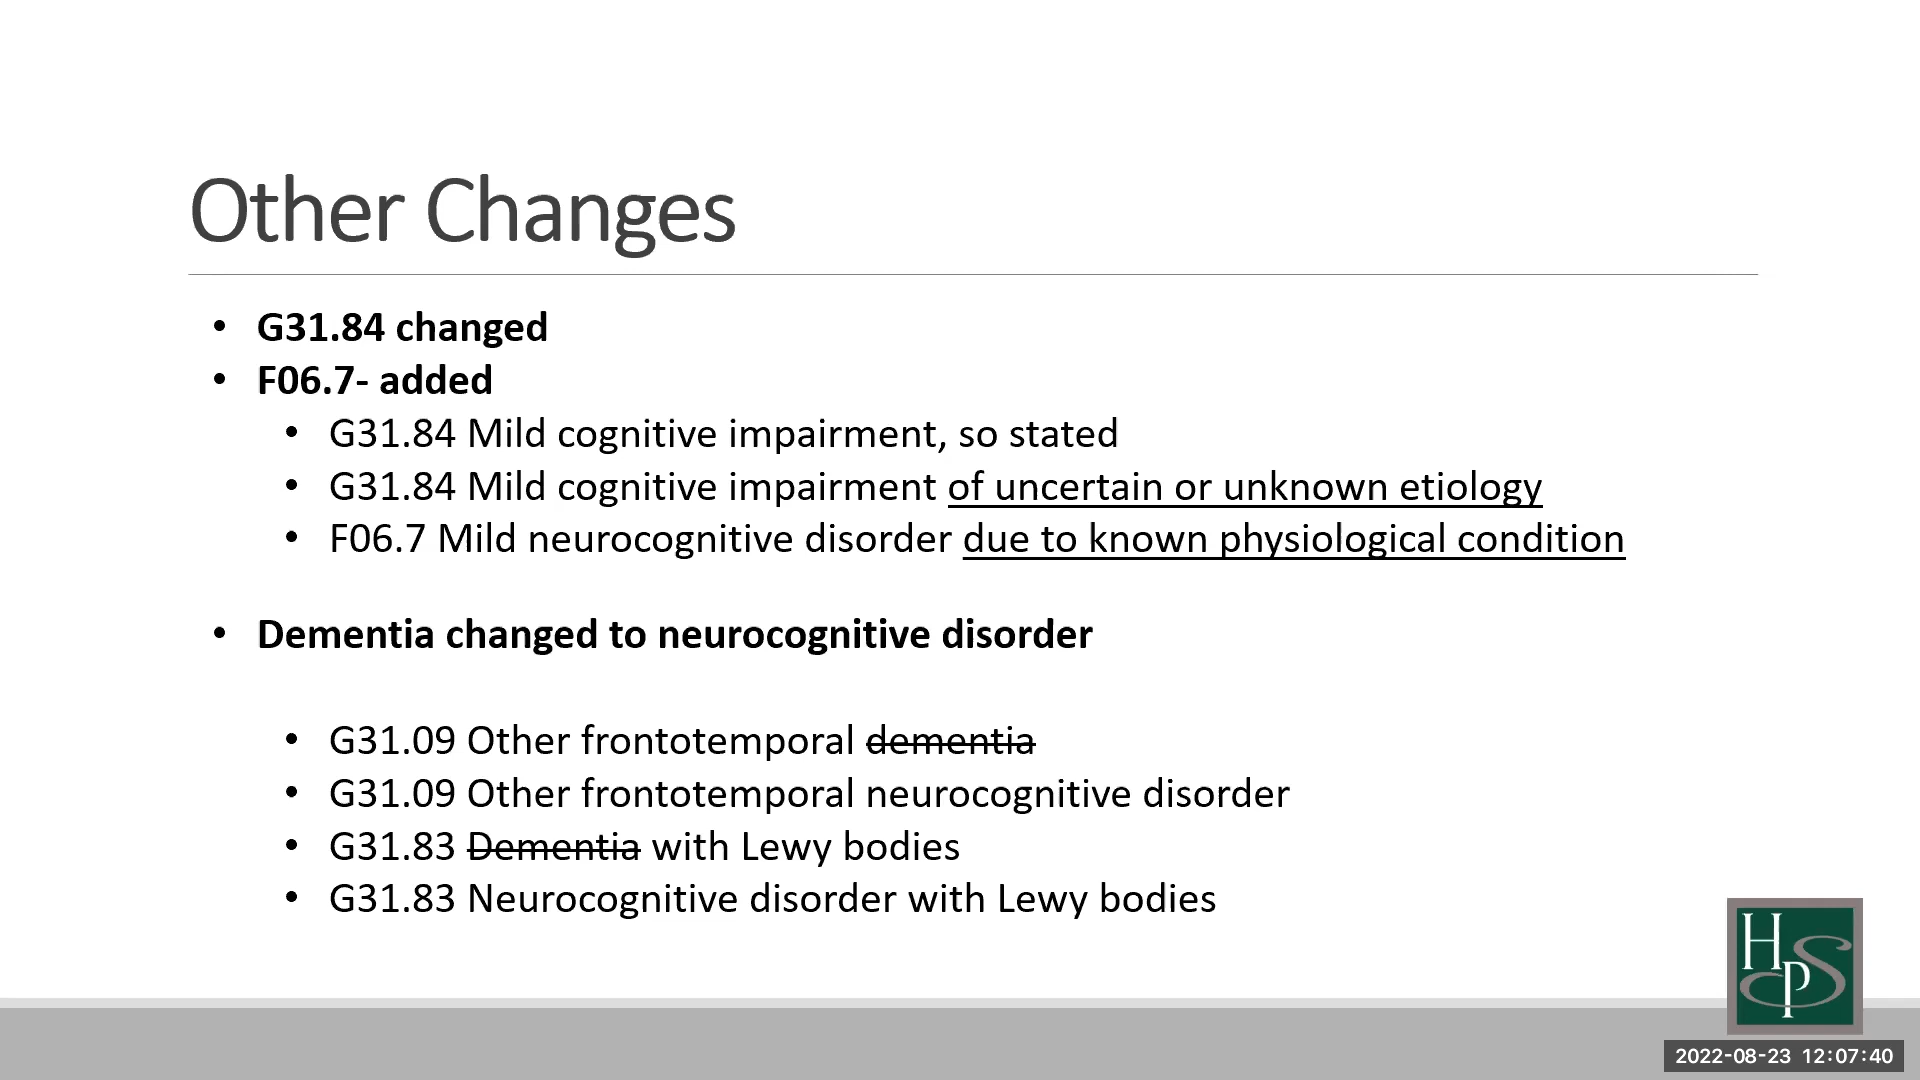 Other Changes
• G31.84 changed
• F06.7- added
• G31.84 Mild cognitive impairment, so stated
• G31.84 Mild cognitive impairment of uncertain or unknown etiology
• F06.7 Mild neurocognitive disorder due to known physiological condition
• Dementia changed to neurocognitive disorder
• G31.09 Other frontotemporal dementia
• G31.09 Other frontotemporal neurocognitive disorder
• G31.83 Dementia with Lewy bodies
• G31.83 Neurocognitive disorder with Lewy bodies
HPS
2022-08-23 12:07:40